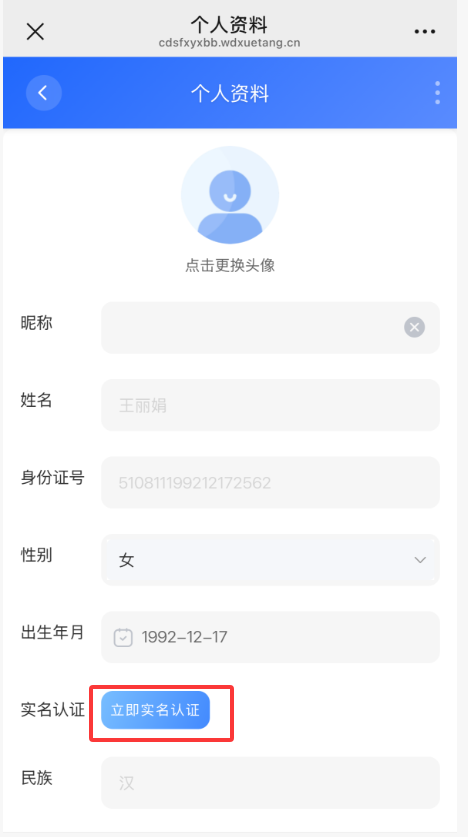 个人资料
cdsfxyxbb.wdxuetang.cn
个人资料
点击更换头像
昵称
姓名 王丽娟
身份证号 510811199212172562
性别 女
出生年月 1992-12-17
实名认证 立即实名认证
民族 汉